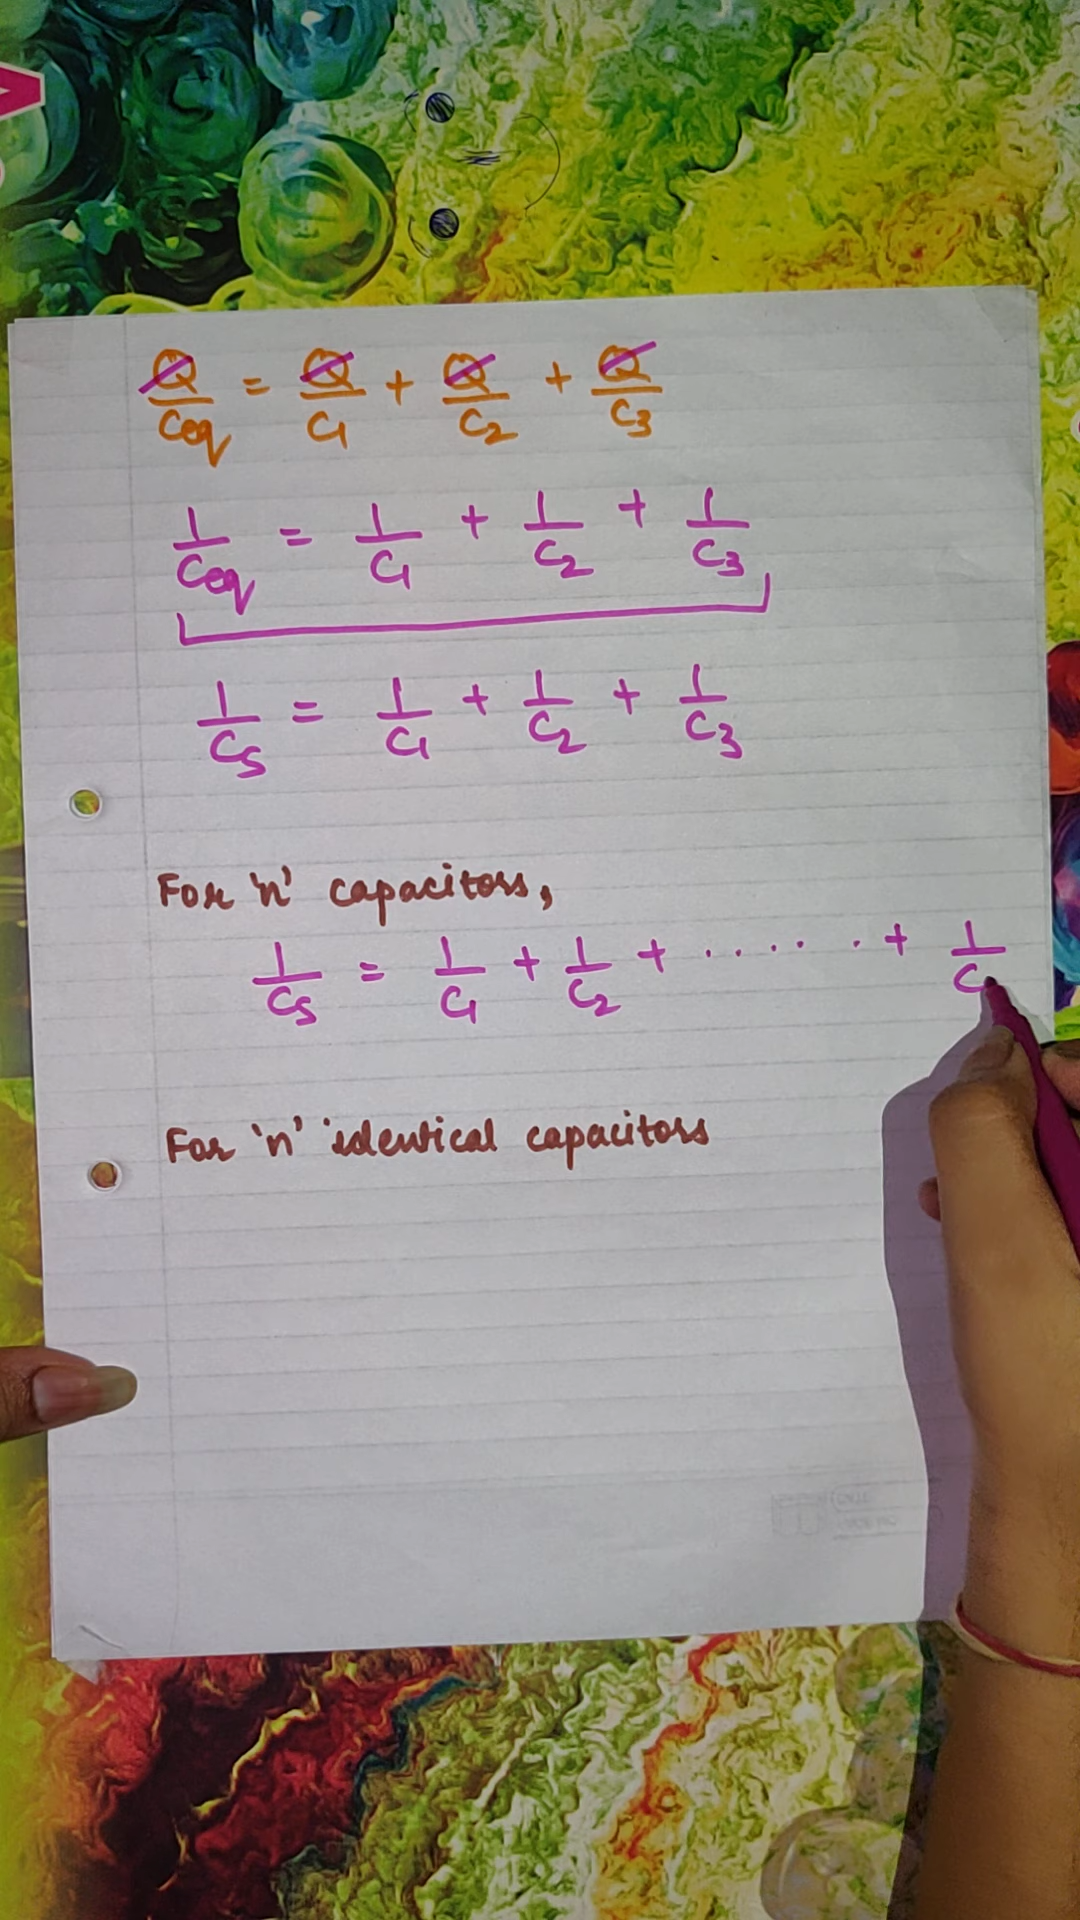 Q/Ceq = Q/C1 + Q/C2 + Q/C3
1/Ceq = 1/C1 + 1/C2 + 1/C3
1/Cs = 1/C1 + 1/C2 + 1/C3
For 'n' capacitors,
1/Cs = 1/C1 + 1/C2 + ........ + 1/C
For 'n' identical capacitors